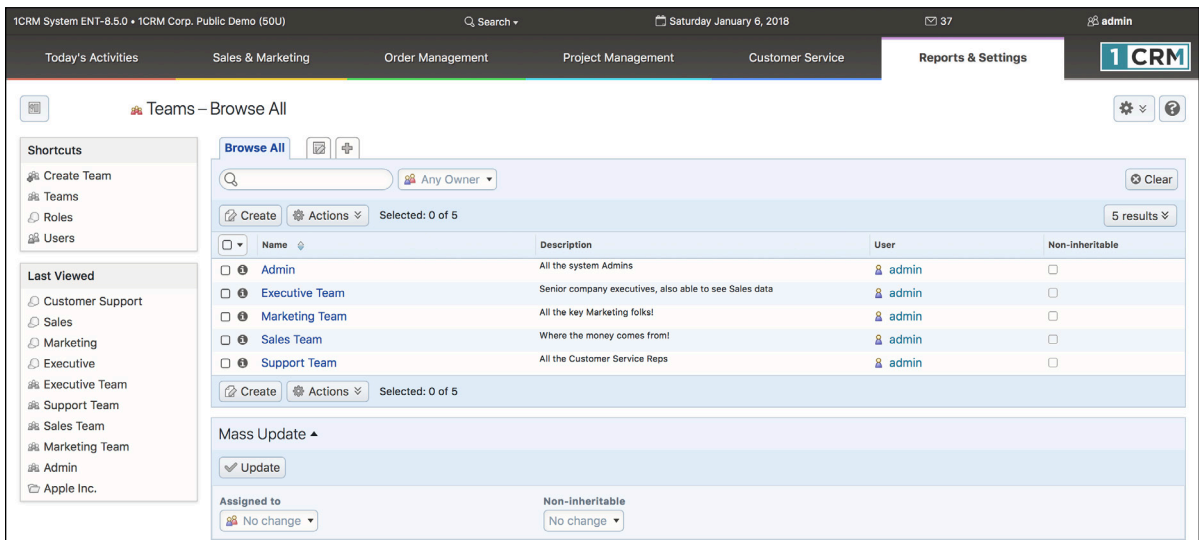 1CRM System ENT-8.5.0 • 1CRM Corp. Public Demo (50U) Search Saturday January 6, 2018 37 admin
Today's Activities Sales & Marketing Order Management Project Management Customer Service Reports & Settings 1 CRM
Teams – Browse All
Shortcuts
Create Team
Teams
Roles
Users
Last Viewed
Customer Support
Sales
Marketing
Executive
Executive Team
Support Team
Sales Team
Marketing Team
Admin
Apple Inc.
Browse All
Any Owner Clear
Create Actions Selected: 0 of 5 5 results
Name Description User Non-inheritable
Admin All the system Admins admin
Executive Team Senior company executives, also able to see Sales data admin
Marketing Team All the key Marketing folks! admin
Sales Team Where the money comes from! admin
Support Team All the Customer Service Reps admin
Create Actions Selected: 0 of 5
Mass Update
Update
Assigned to Non-inheritable
No change No change